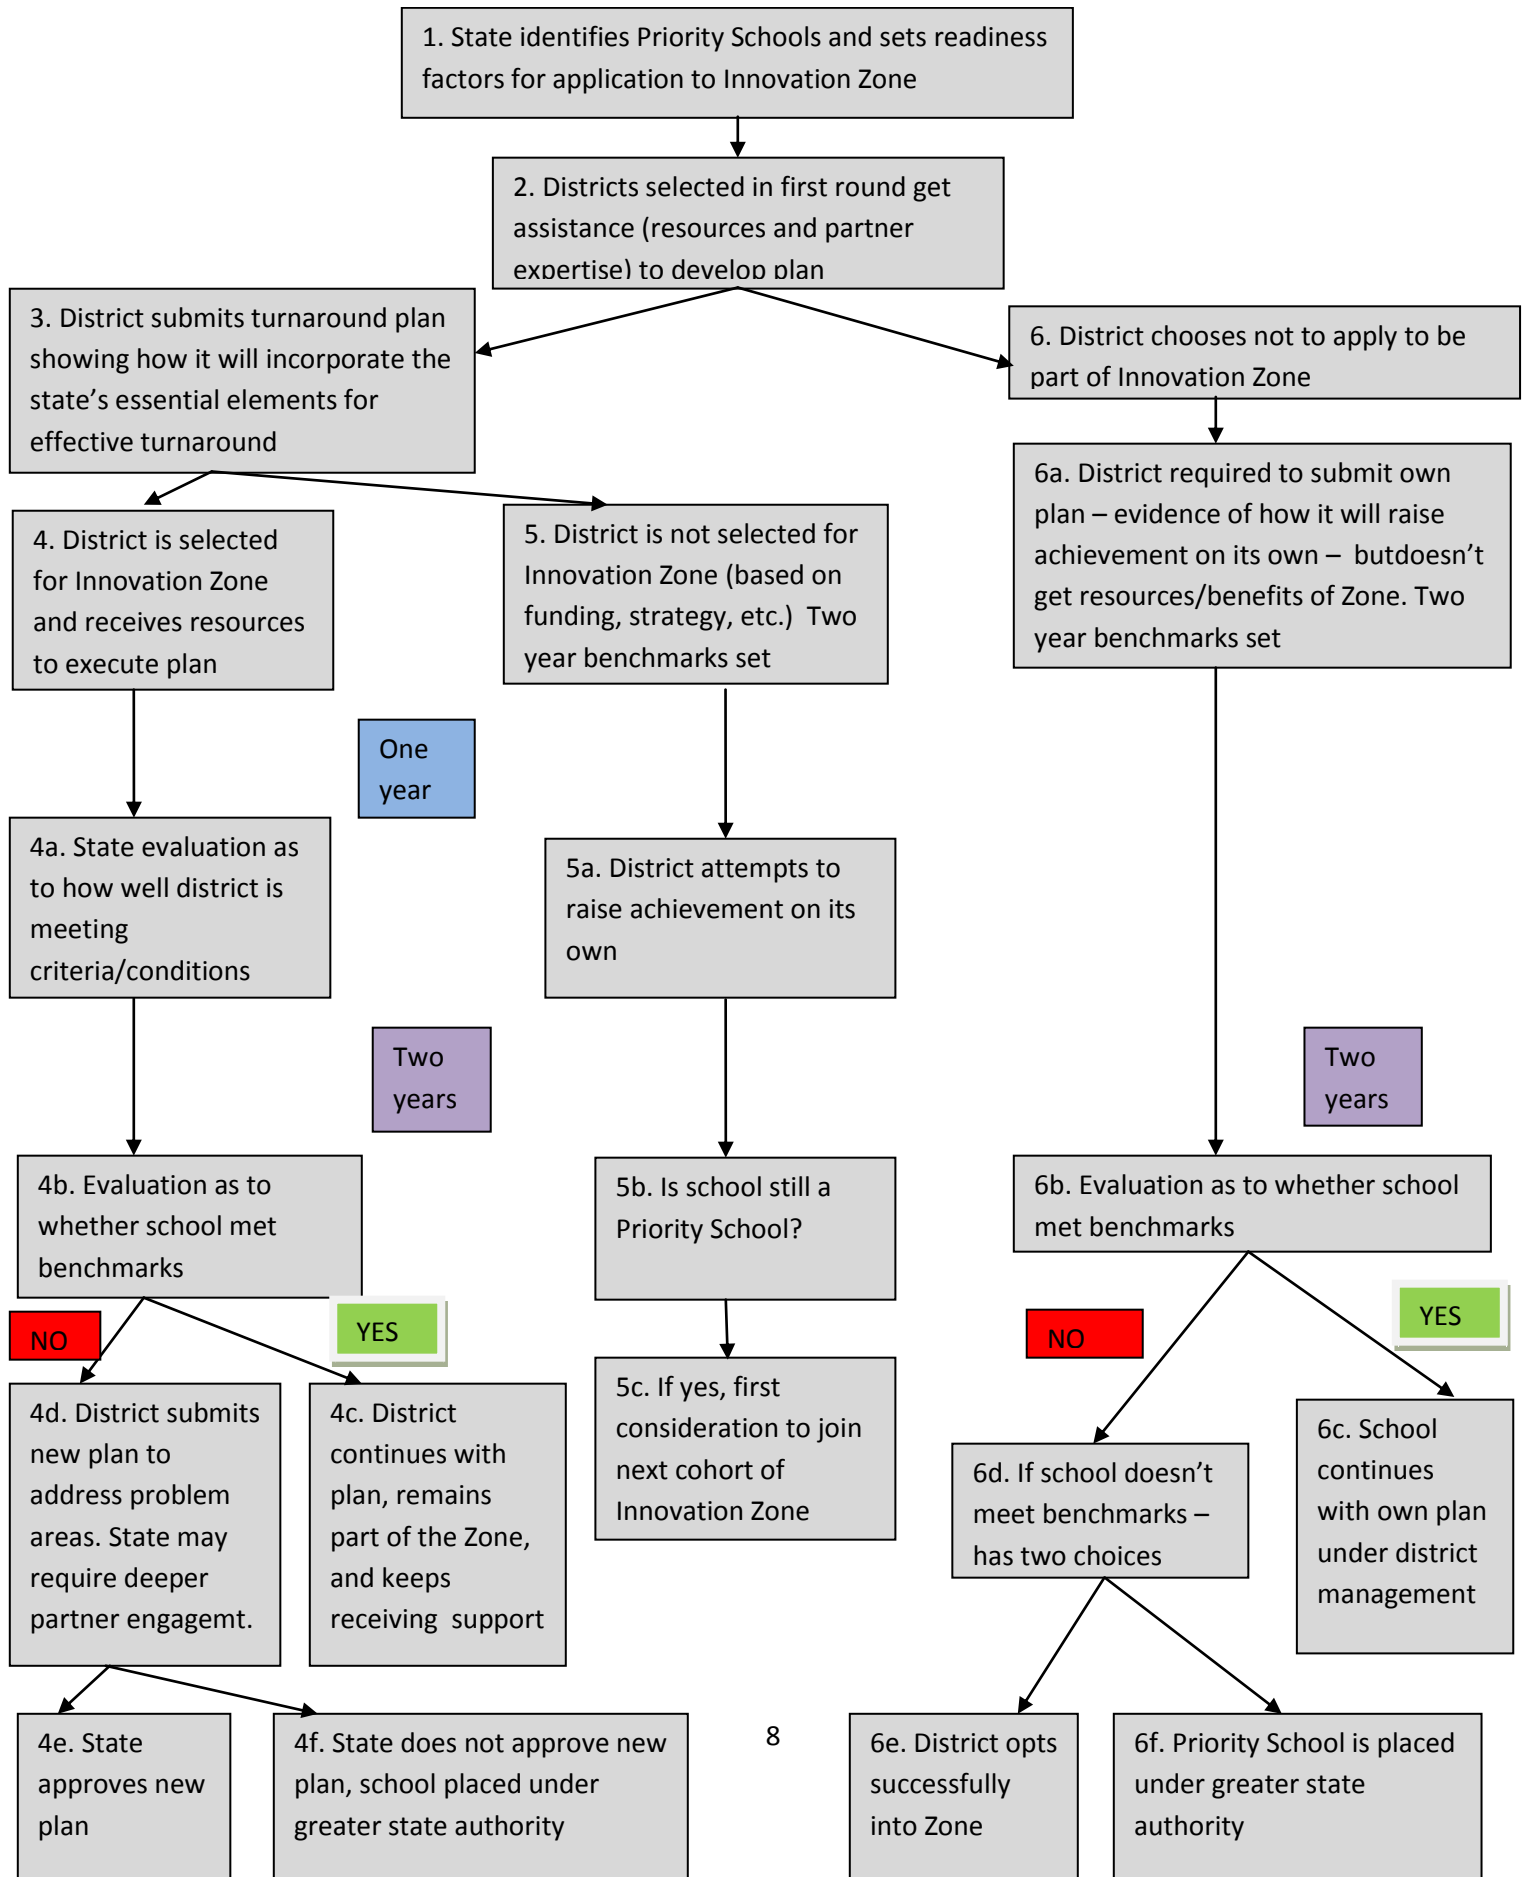 1. State identifies Priority Schools and sets readiness
factors for application to Innovation Zone
2. Districts selected in first round get
assistance (resources and partner
expertise) to develop plan
3. District submits turnaround plan
showing how it will incorporate the
state's essential elements for
effective turnaround
6. District chooses not to apply to be
part of Innovation Zone
4. District is selected
for Innovation Zone
and receives resources
to execute plan
5. District is not selected for
Innovation Zone (based on
funding, strategy, etc.)  Two
year benchmarks set
6a. District required to submit own
plan – evidence of how it will raise
achievement on its own –  butdoesn't
get resources/benefits of Zone. Two
year benchmarks set
One
year
4a. State evaluation as
to how well district is
meeting
criteria/conditions
5a. District attempts to
raise achievement on its
own
Two
years
Two
years
4b. Evaluation as to
whether school met
benchmarks
5b. Is school still a
Priority School?
6b. Evaluation as to whether school
met benchmarks
NO
YES
NO
YES
4d. District submits
new plan to
address problem
areas. State may
require deeper
partner engagemt.
4c. District
continues with
plan, remains
part of the Zone,
and keeps
receiving  support
5c. If yes, first
consideration to join
next cohort of
Innovation Zone
6d. If school doesn't
meet benchmarks –
has two choices
6c. School
continues
with own plan
under district
management
4e. State
approves new
plan
4f. State does not approve new
plan, school placed under
greater state authority
8
6e. District opts
successfully
into Zone
6f. Priority School is placed
under greater state
authority